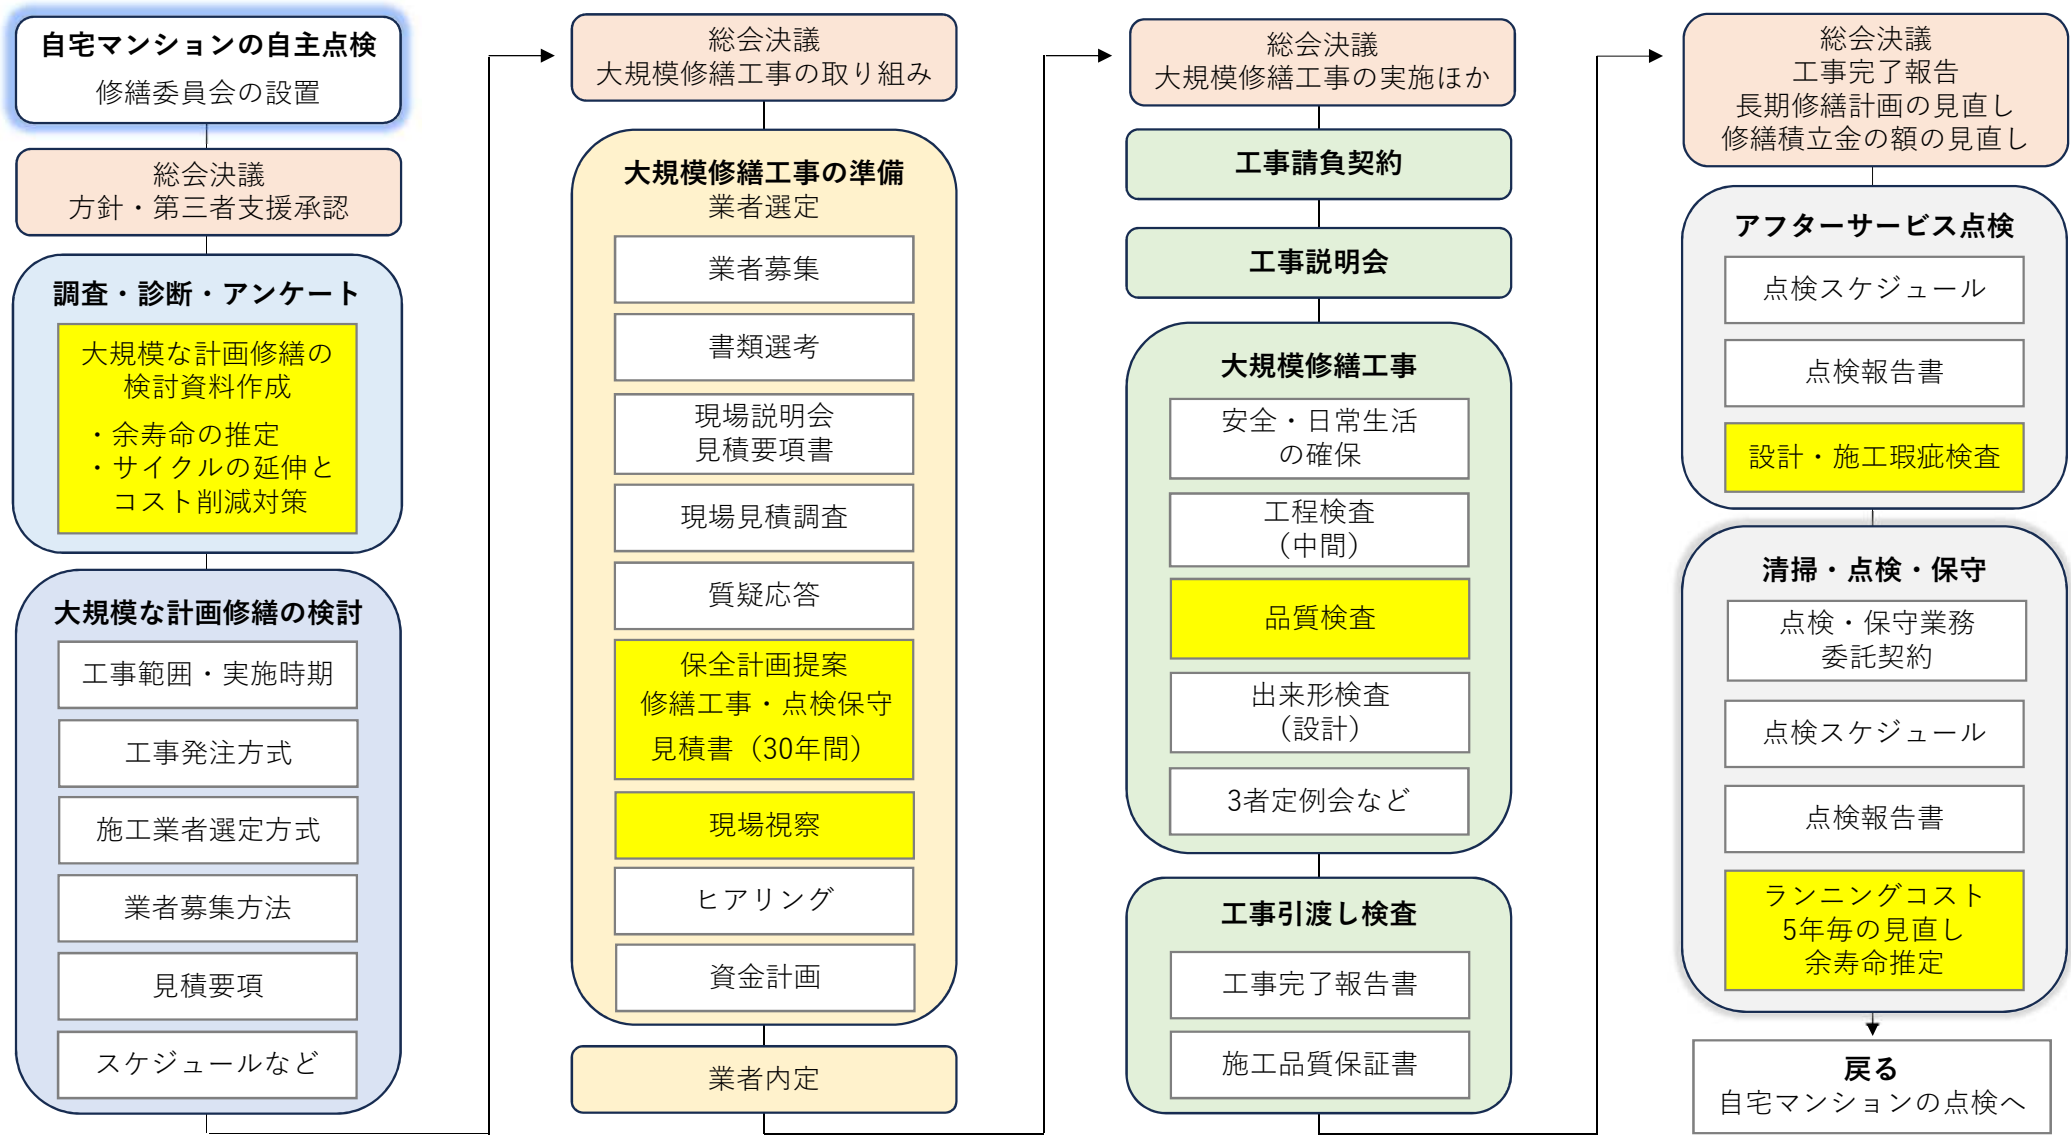 自宅マンションの自主点検
修繕委員会の設置
総会決議
方針・第三者支援承認
調査・診断・アンケート
大規模な計画修繕の
検討資料作成
・余寿命の推定
・サイクルの延伸と
コスト削減対策
大規模な計画修繕の検討
工事範囲・実施時期
工事発注方式
施工業者選定方式
業者募集方法
見積要項
スケジュールなど
総会決議
大規模修繕工事の取り組み
大規模修繕工事の準備
業者選定
業者募集
書類選考
現場説明会
見積要項書
現場見積調査
質疑応答
保全計画提案
修繕工事・点検保守
見積書（30年間）
現場視察
ヒアリング
資金計画
業者内定
総会決議
大規模修繕工事の実施ほか
工事請負契約
工事説明会
大規模修繕工事
安全・日常生活
の確保
工程検査
（中間）
品質検査
出来形検査
（設計）
3者定例会など
工事引渡し検査
工事完了報告書
施工品質保証書
総会決議
工事完了報告
長期修繕計画の見直し
修繕積立金の額の見直し
アフターサービス点検
点検スケジュール
点検報告書
設計・施工瑕疵検査
清掃・点検・保守
点検・保守業務
委託契約
点検スケジュール
点検報告書
ランニングコスト
5年毎の見直し
余寿命推定
戻る
自宅マンションの点検へ